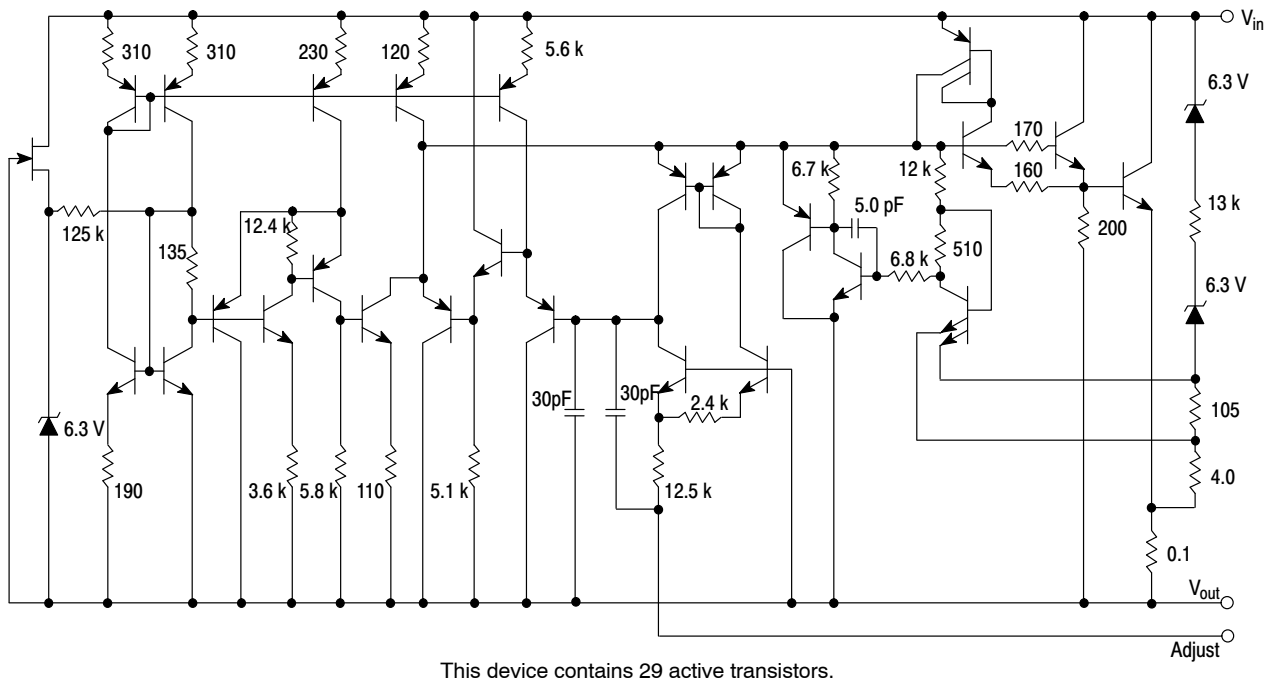 310
310
230
120
5.6 k
V_in
6.3 V
170
160
6.7 k
12 k
5.0 pF
13 k
125 k
12.4 k
135
6.8 k
510
200
6.3 V
30pF
30pF
2.4 k
105
6.3 V
190
3.6 k
5.8 k
110
5.1 k
12.5 k
4.0
0.1
V_out
Adjust
This device contains 29 active transistors.